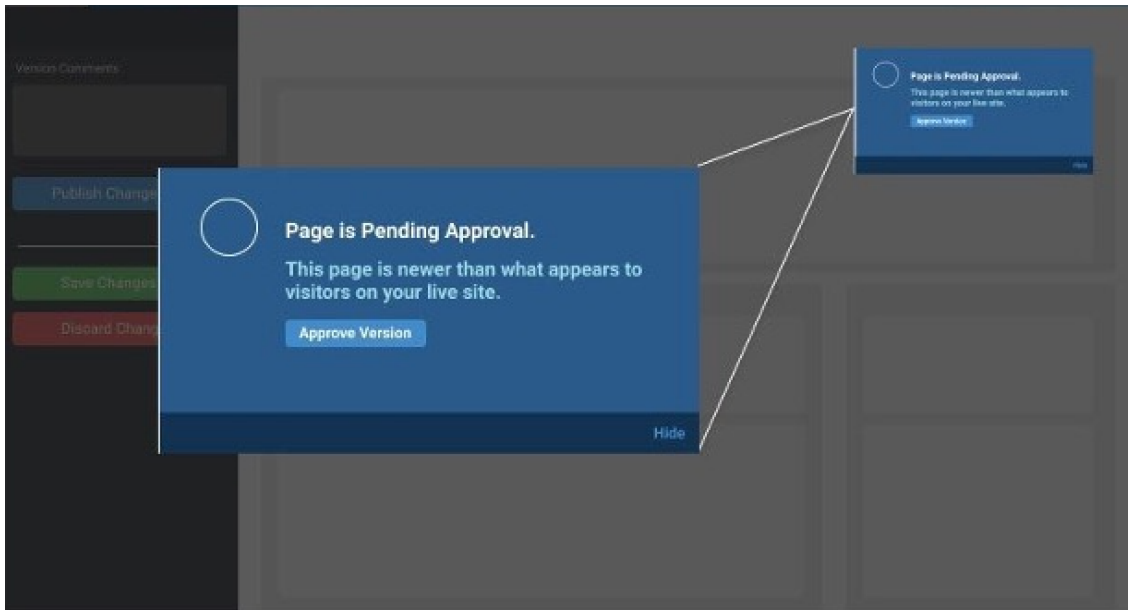 Version Comments
Publish Change
Save Changes
Discard Chang
Page is Pending Approval.
This page is newer than what appears to
visitors on your live site.
Approve Version
Hide
Page is Pending Approval.
This page is newer than what appears to
visitors on your live site.
Approve Version
Hide